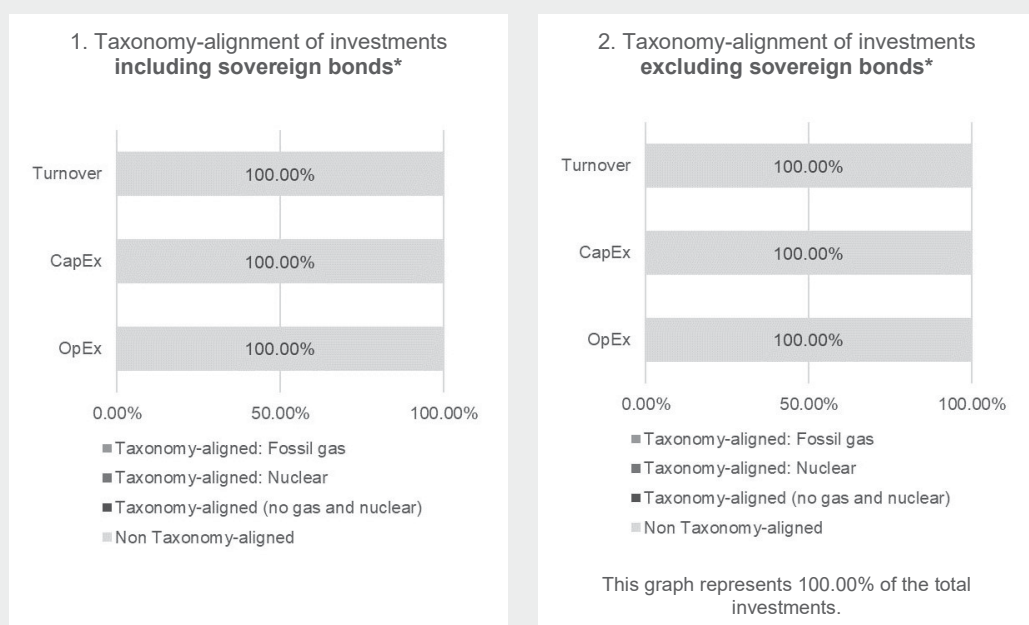 1. Taxonomy-alignment of investments
including sovereign bonds*
Turnover
100.00%
CapEx
100.00%
OpEx
100.00%
0.00%
50.00%
100.00%
Taxonomy-aligned: Fossil gas
Taxonomy-aligned: Nuclear
Taxonomy-aligned (no gas and nuclear)
Non Taxonomy-aligned
2. Taxonomy-alignment of investments
excluding sovereign bonds*
Turnover
100.00%
CapEx
100.00%
OpEx
100.00%
0.00%
50.00%
100.00%
Taxonomy-aligned: Fossil gas
Taxonomy-aligned: Nuclear
Taxonomy-aligned (no gas and nuclear)
Non Taxonomy-aligned
This graph represents 100.00% of the total
investments.